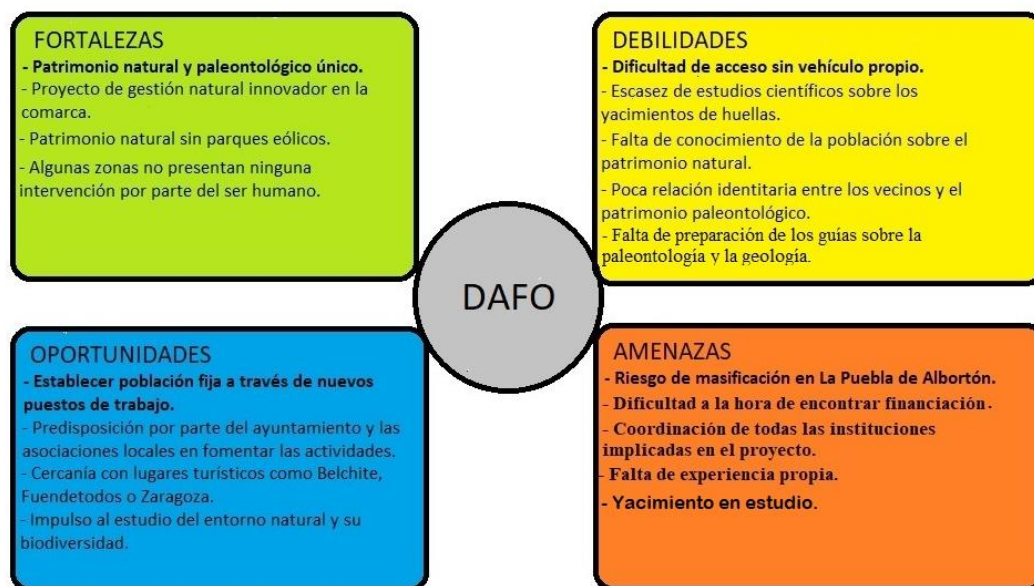 FORTALEZAS
- Patrimonio natural y paleontológico único.
- Proyecto de gestión natural innovador en la
comarca.
- Patrimonio natural sin parques eólicos.
- Algunas zonas no presentan ninguna
intervención por parte del ser humano.
DEBILIDADES
- Dificultad de acceso sin vehículo propio.
- Escasez de estudios científicos sobre los
yacimientos de huellas.
- Falta de conocimiento de la población sobre el
patrimonio natural.
- Poca relación identitaria entre los vecinos y el
patrimonio paleontológico.
- Falta de preparación de los guías sobre la
paleontología y la geología.
DAFO
OPORTUNIDADES
- Establecer población fija a través de nuevos
puestos de trabajo.
- Predisposición por parte del ayuntamiento y las
asociaciones locales en fomentar las actividades.
- Cercanía con lugares turísticos como Belchite,
Fuendetodos o Zaragoza.
- Impulso al estudio del entorno natural y su
biodiversidad.
AMENAZAS
- Riesgo de masificación en La Puebla de Albortón.
- Dificultad a la hora de encontrar financiación.
- Coordinación de todas las instituciones
implicadas en el proyecto.
- Falta de experiencia propia.
- Yacimiento en estudio.